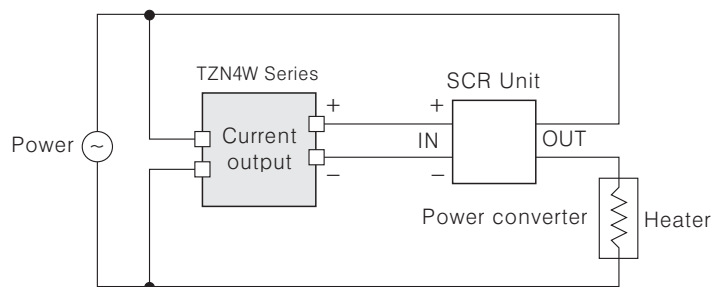 TZN4W Series
SCR Unit
+
+
Power
~
Current
output
IN
OUT
−
−
Power converter
Heater